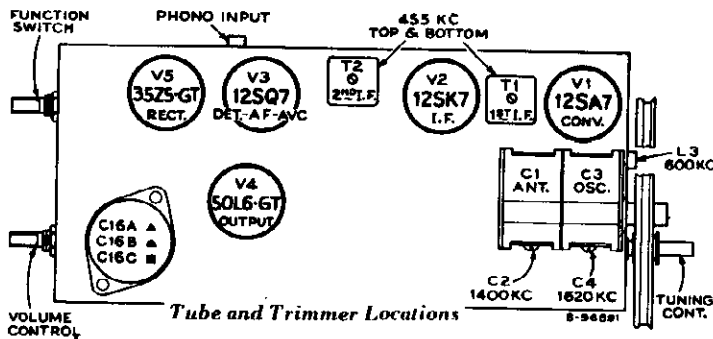 FUNCTION
SWITCH
PHONO INPUT
455 KC
TOP & BOTTOM
V5
35Z5-GT
RECT.
V3
12SQ7
DET.-AF-AVC
T2
2ND I.F.
V2
12SK7
I.F.
T1
1ST I.F.
V1
12SA7
CONV.
L3
600KC
C1
ANT.
C3
OSC.
V4
50L6-GT
OUTPUT
C16A ▲
C16B ▲
C16C ■
C2
1400KC
C4
1620KC
TUNING
CONT.
VOLUME
CONTROL
Tube and Trimmer Locations